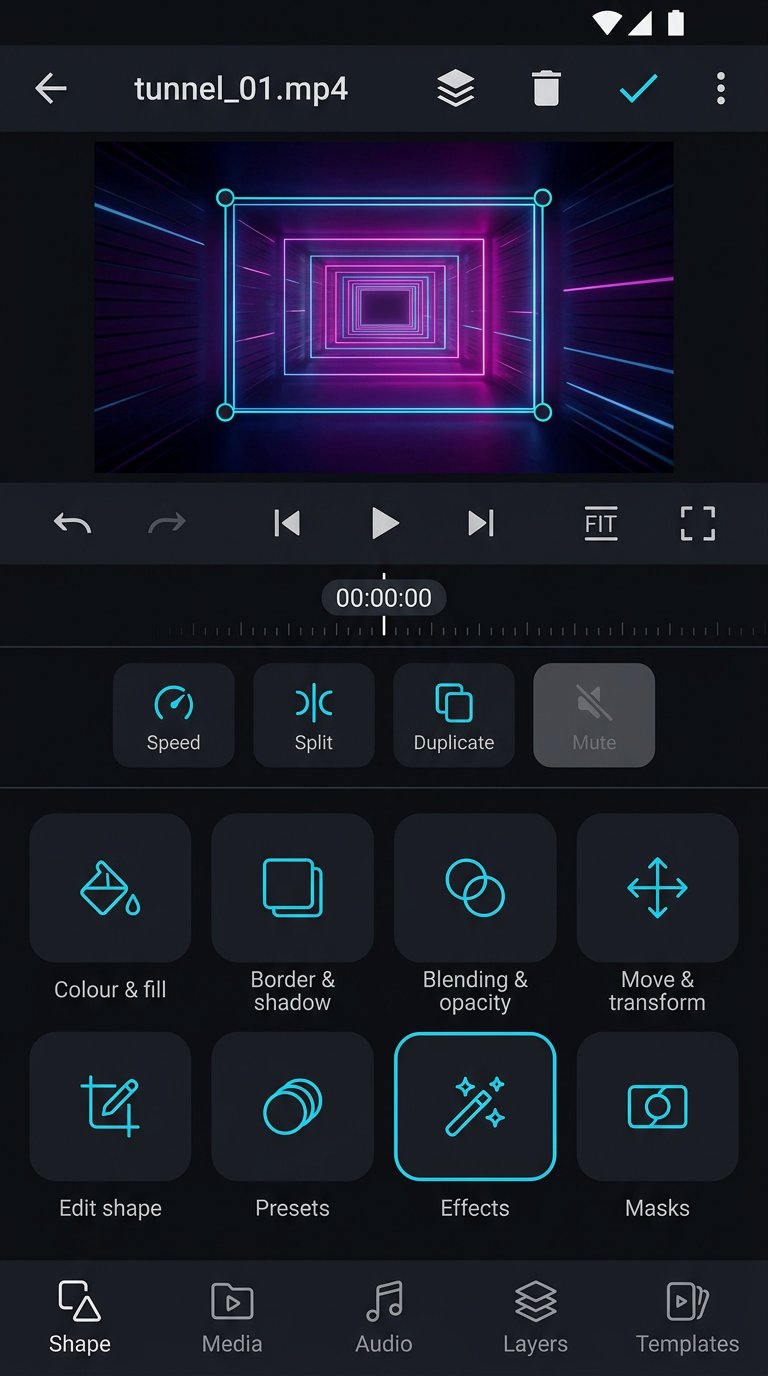 tunnel_01.mp4
FIT
00:00:00
Speed
Split
Duplicate
Mute
Colour & fill
Border &
shadow
Blending &
opacity
Move &
transform
Edit shape
Presets
Effects
Masks
Shape
Media
Audio
Layers
Templates